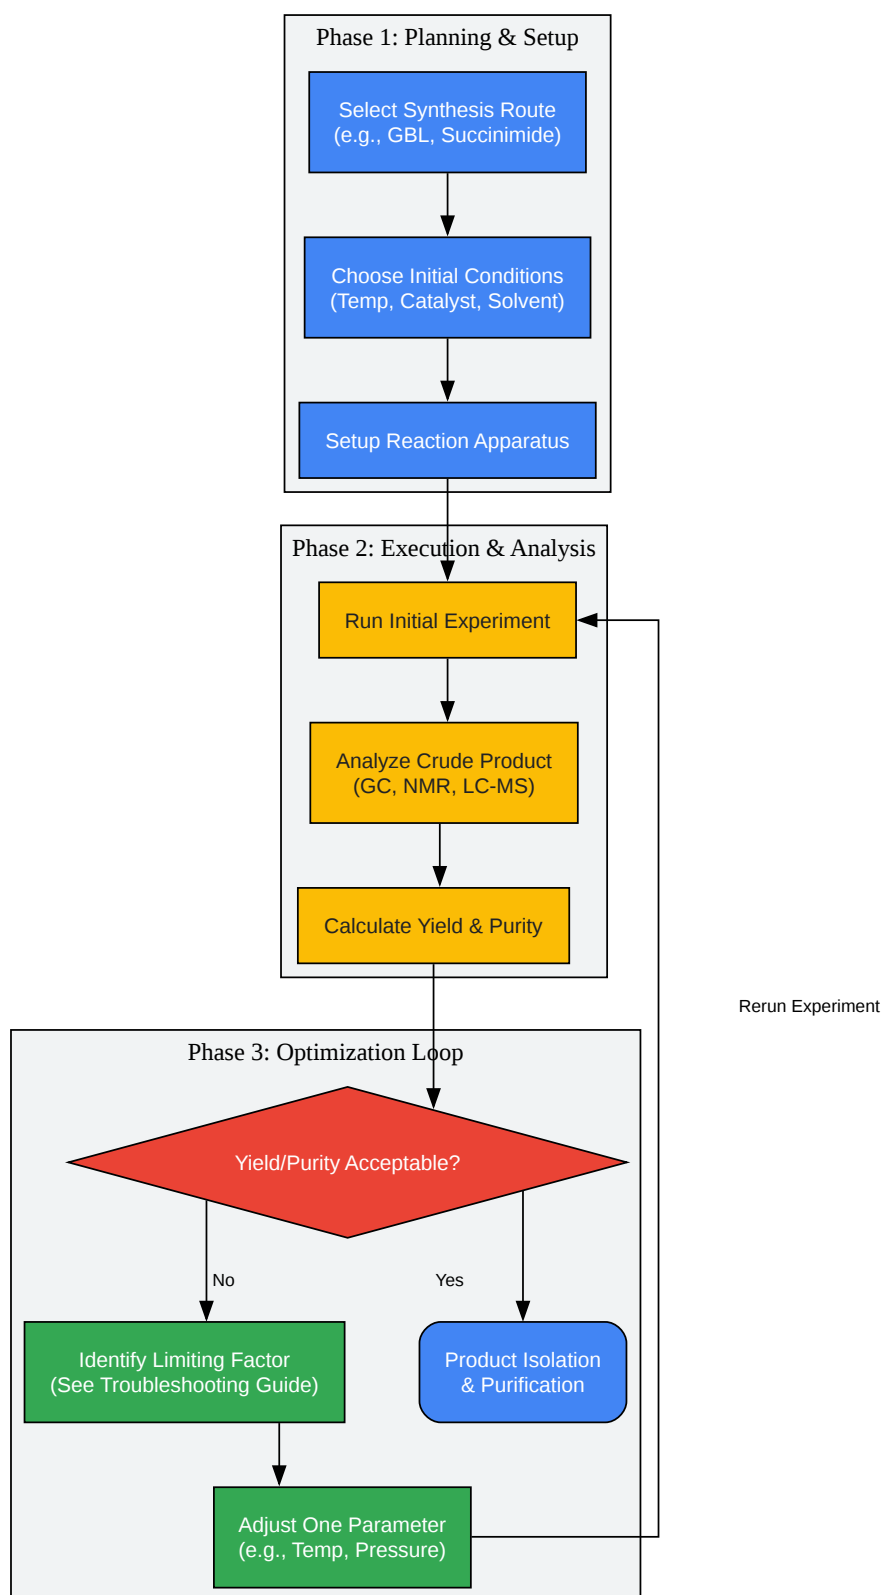 Phase 1: Planning & Setup
Select Synthesis Route
(e.g., GBL, Succinimide)
Choose Initial Conditions
(Temp, Catalyst, Solvent)
Setup Reaction Apparatus
Phase 2: Execution & Analysis
Run Initial Experiment
Analyze Crude Product
(GC, NMR, LC-MS)
Calculate Yield & Purity
Rerun Experiment
Phase 3: Optimization Loop
Yield/Purity Acceptable?
No
Yes
Identify Limiting Factor
(See Troubleshooting Guide)
Product Isolation
& Purification
Adjust One Parameter
(e.g., Temp, Pressure)